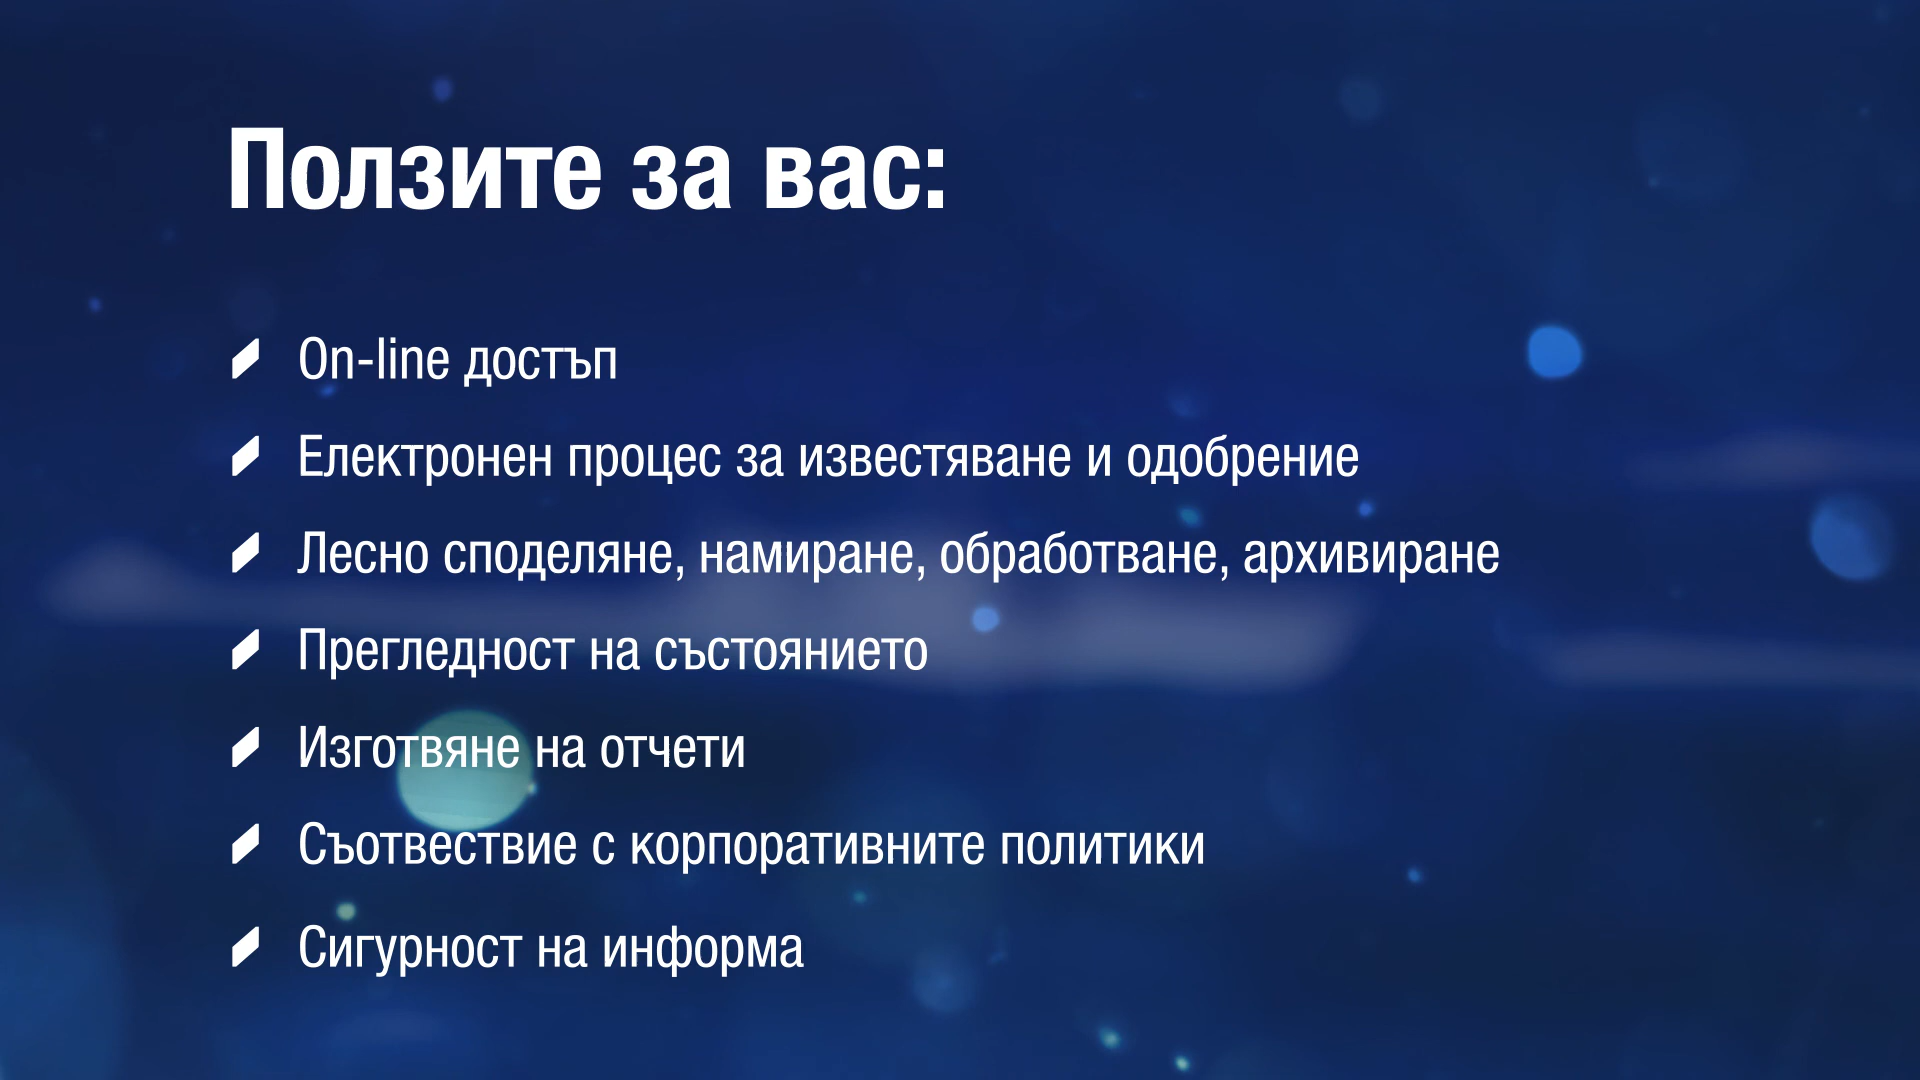 Ползите за вас:
On-line достъп
Електронен процес за известяване и одобрение
Лесно споделяне, намиране, обработване, архивиране
Прегледност на състоянието
Изготвяне на отчети
Съотвествие с корпоративните политики
Сигурност на информа